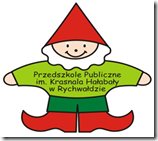 Przedszkole Publiczne
im. Krasnala Hałabały
w Rychwałdzie